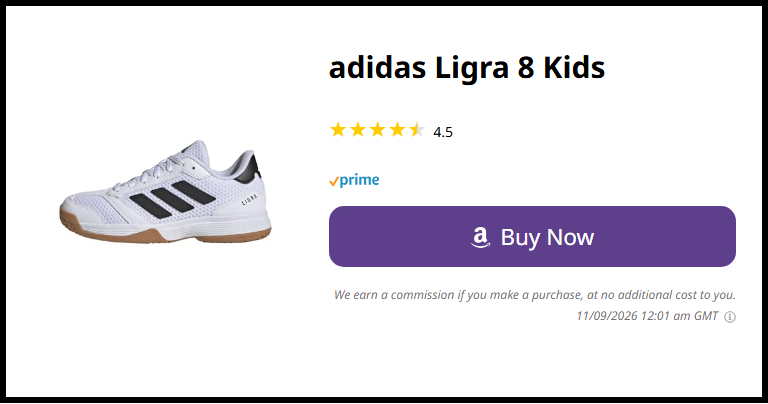 adidas Ligra 8 Kids
4.5
prime
LIGRA
a Buy Now
We earn a commission if you make a purchase, at no additional cost to you.
11/09/2026 12:01 am GMT